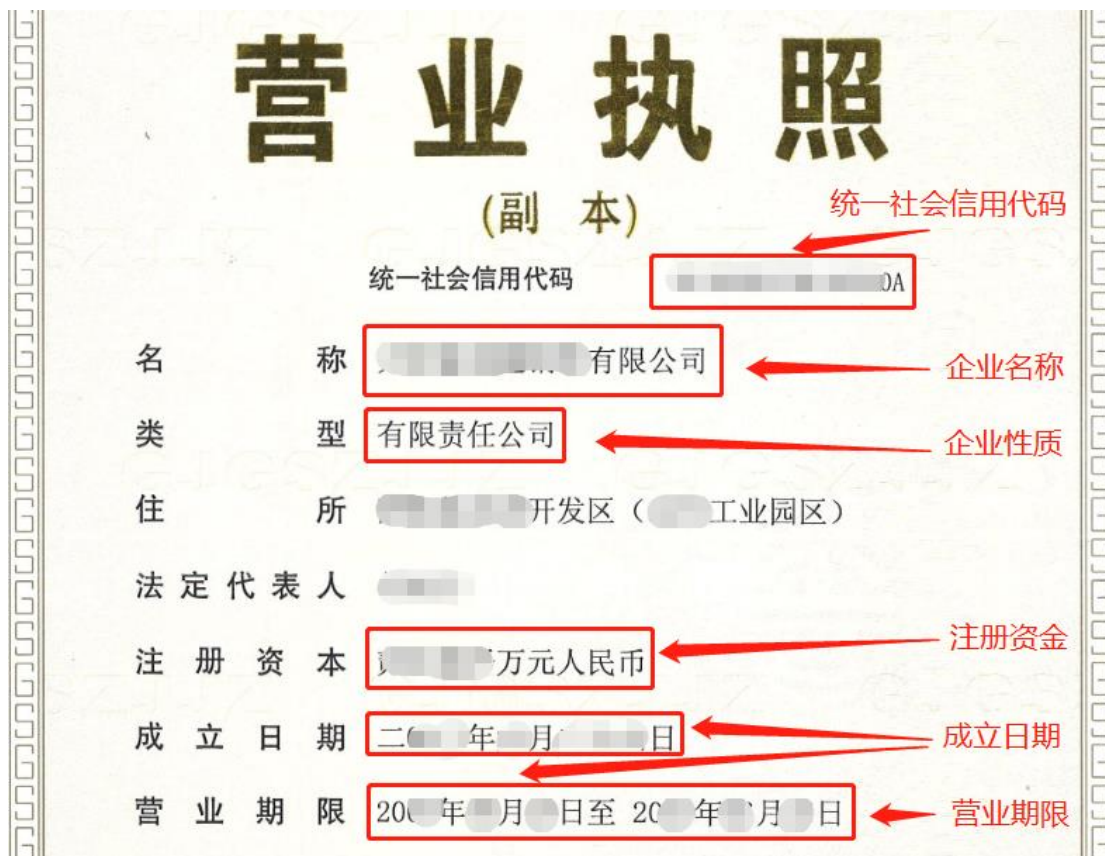 营业执照
(副 本)
统一社会信用代码
统一社会信用代码 0A
名 称 有限公司 企业名称
类 型 有限责任公司 企业性质
住 所 开发区（ 工业园区）
法定代表人
注册资金
注 册 资 本 万元人民币
成 立 日 期 二0 年 月 日 成立日期
营 业 期 限 200 年 月 日至 20 年 月 日 营业期限